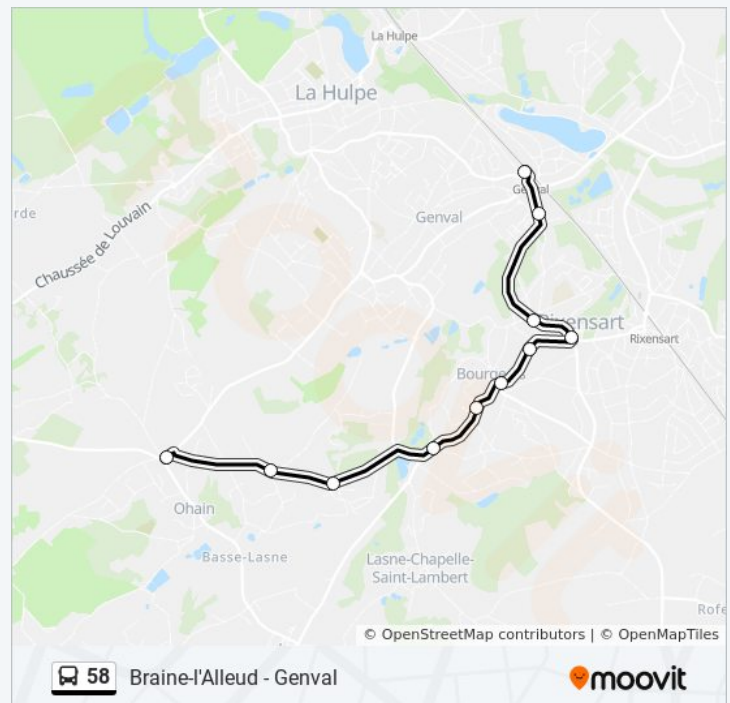 La Hulpe
La Hulpe
Genval
Genval
rde
Chaussée de Louvain
Rixensart
Rixensart
Bourgeois
Ohain
Basse-Lasne
Lasne-Chapelle-
Saint-Lambert
Rofe
© OpenStreetMap contributors | © OpenMapTiles
58 Braine-l'Alleud - Genval
moovit